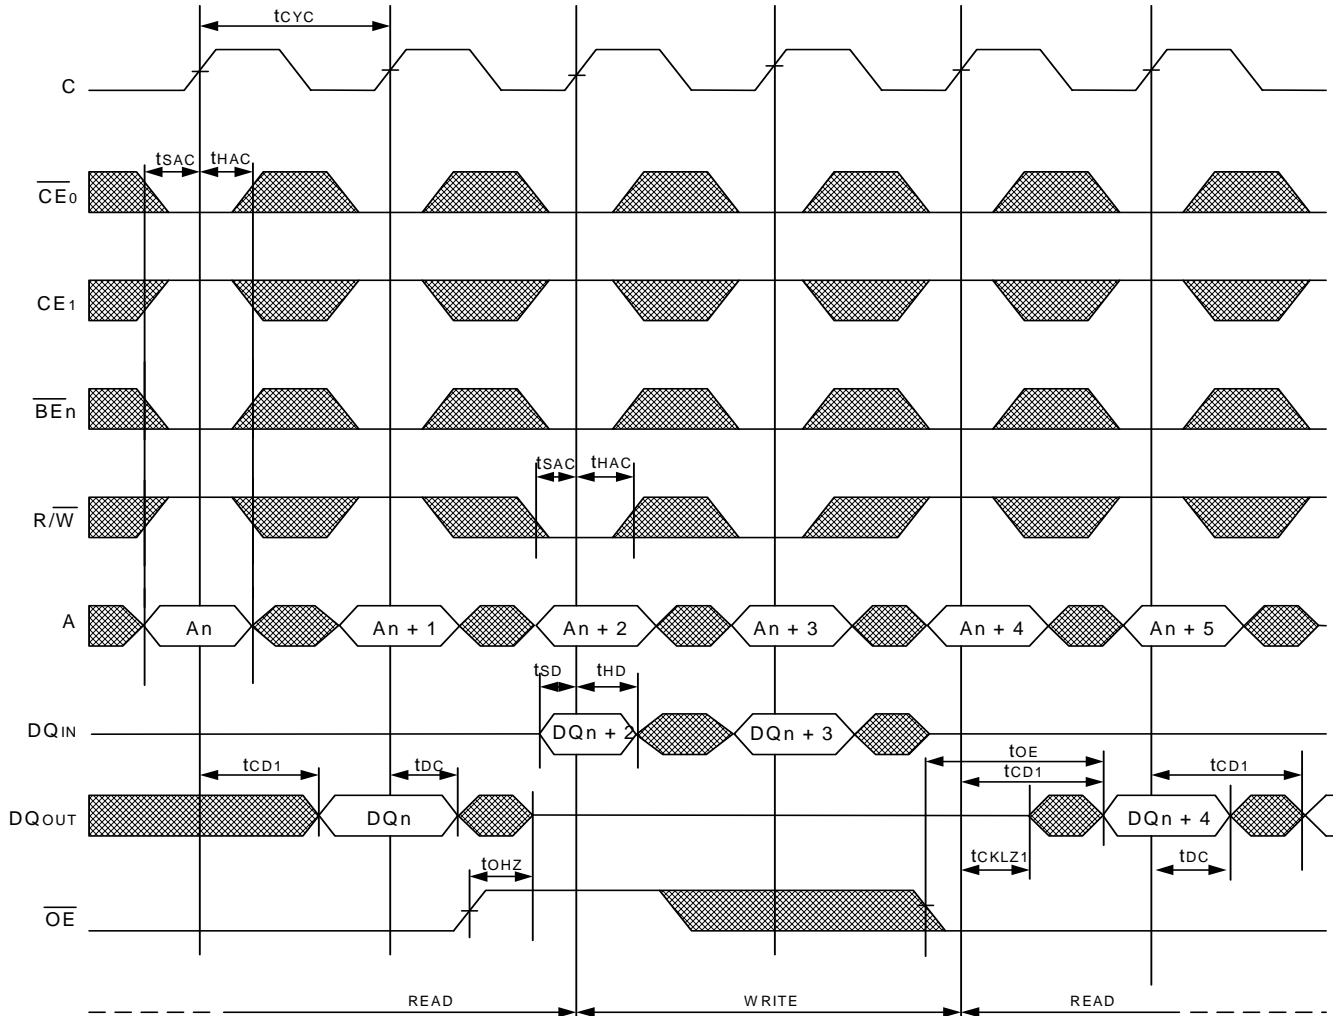 tCYC
C
tSAC tHAC
CE0
CE1
BEn
tSAC tHAC
R/W
A An An + 1 An + 2 An + 3 An + 4 An + 5
tSD tHD
DQIN DQn + 2 DQn + 3
tOE
tCD1 tDC tCD1 tCD1
DQOUT DQn DQn + 4
tOHZ tCKLZ1 tDC
OE
READ WRITE READ